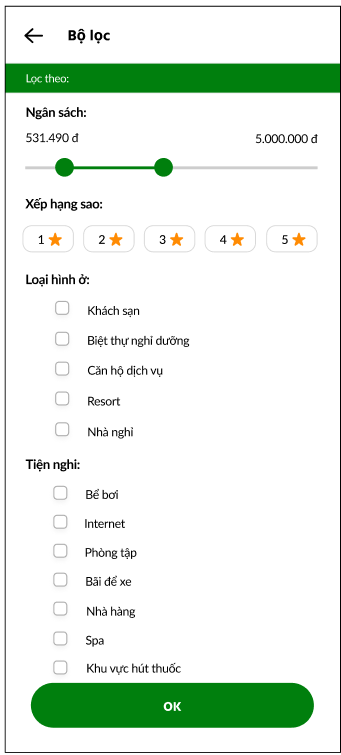 Bộ lọc
Lọc theo:
Ngân sách:
531.490 đ 5.000.000 đ
Xếp hạng sao:
1 2 3 4 5
Loại hình ở:
Khách sạn
Biệt thự nghỉ dưỡng
Căn hộ dịch vụ
Resort
Nhà nghỉ
Tiện nghi:
Bể bơi
Internet
Phòng tập
Bãi để xe
Nhà hàng
Spa
Khu vực hút thuốc
OK